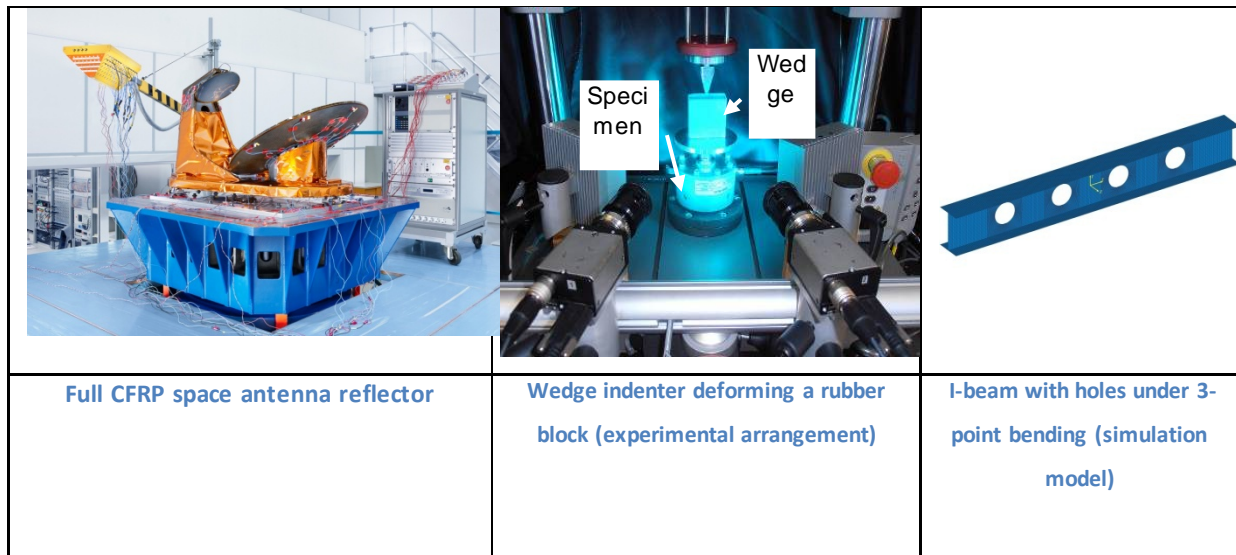 Speci
men
Wed
ge
Full CFRP space antenna reflector
Wedge indenter deforming a rubber
block (experimental arrangement)
I-beam with holes under 3-
point bending (simulation
model)